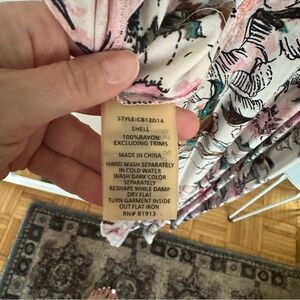 STYLE:CB12D14
SHELL
100%RAYON
EXCLUDING TRIMS
MADE IN CHINA
HAND WASH SEPARATELY
IN COLD WATER
WASH DARK COLOR
SEPARATELY
RESHAPE WHILE DAMP
DRY FLAT
TURN GARMENT INSIDE
OUT FLAT IRON
RN# 81913